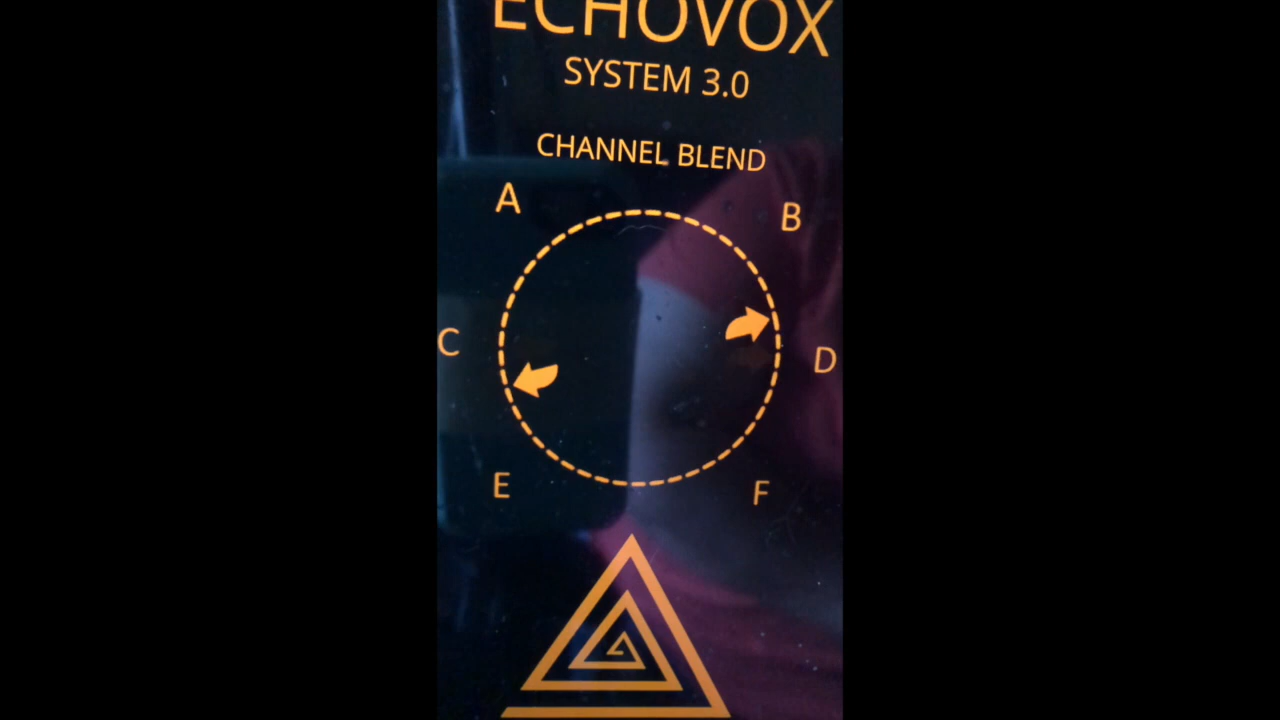 ECHOVOX
SYSTEM 3.0
CHANNEL BLEND
A B
C D
E F